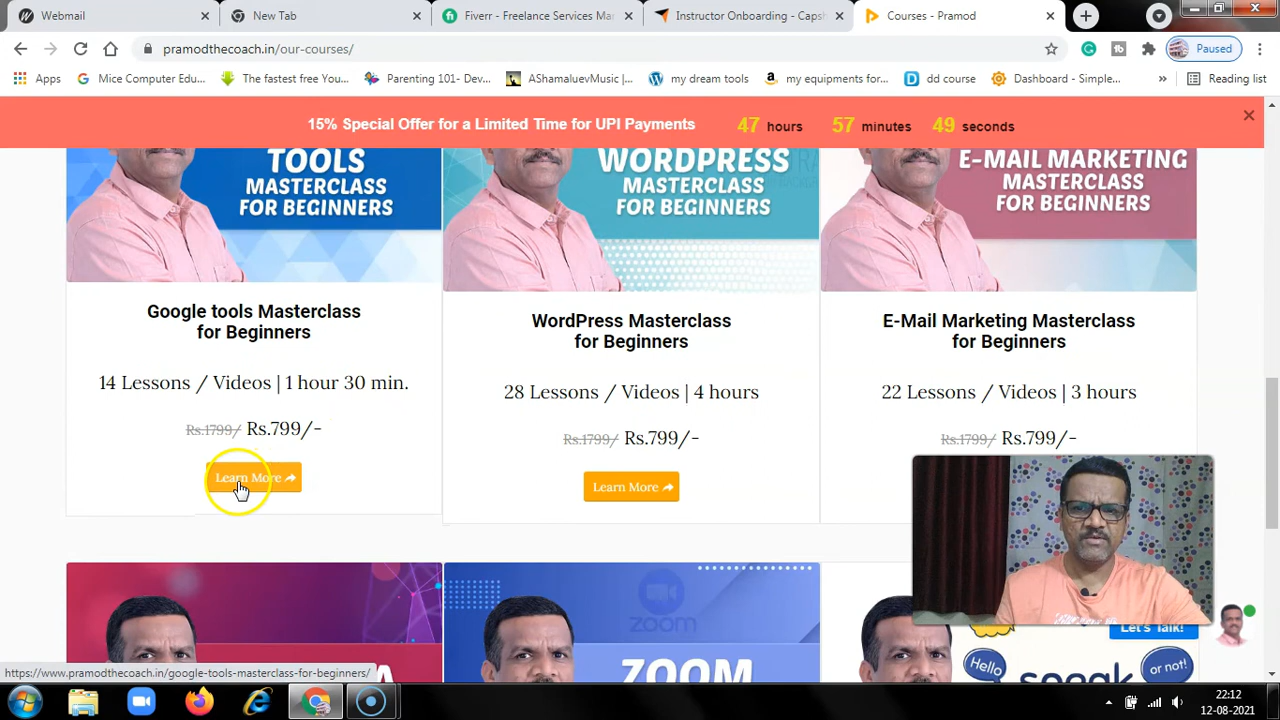 Webmail
New Tab
Fiverr - Freelance Services Mar
Instructor Onboarding - Capsh
Courses - Pramod
pramodthecoach.in/our-courses/
Paused
Apps
Mice Computer Edu...
The fastest free You...
Parenting 101- Dev...
AShamaluevMusic |...
my dream tools
my equipments for...
dd course
Dashboard - Simple...
Reading list
15% Special Offer for a Limited Time for UPI Payments
47 hours 57 minutes 49 seconds
TOOLS
MASTERCLASS
FOR BEGINNERS
WORDPRESS
MASTERCLASS
FOR BEGINNERS
E-MAIL MARKETING
MASTERCLASS
FOR BEGINNERS
Google tools Masterclass
for Beginners
14 Lessons / Videos | 1 hour 30 min.
Rs.1799/ Rs.799/-
Learn More
WordPress Masterclass
for Beginners
28 Lessons / Videos | 4 hours
Rs.1799/ Rs.799/-
Learn More
E-Mail Marketing Masterclass
for Beginners
22 Lessons / Videos | 3 hours
Rs.1799/ Rs.799/-
zoom
ZOOM
Let's Talk!
Hello
speak
or not!
https://www.pramodthecoach.in/google-tools-masterclass-for-beginners/
22:12
12-08-2021